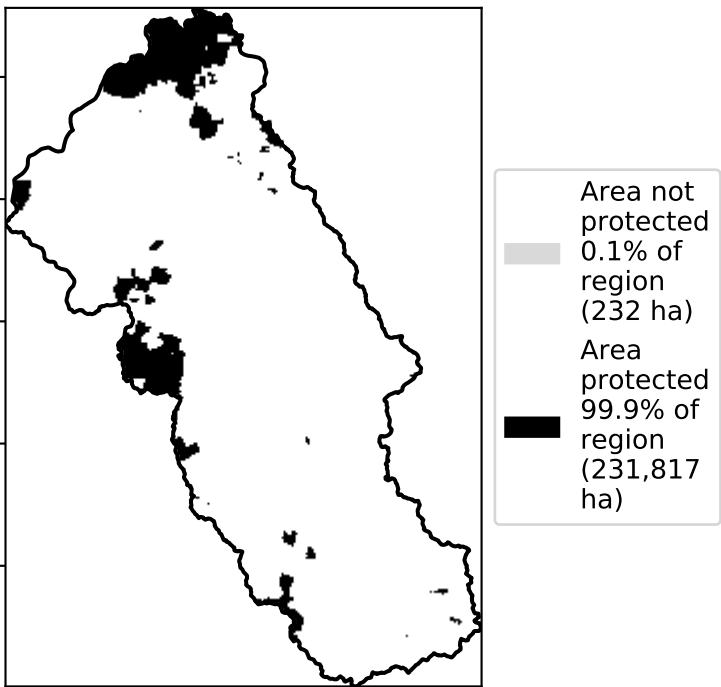 Area not
protected
0.1% of
region
(232 ha)
Area
protected
99.9% of
region
(231,817
ha)